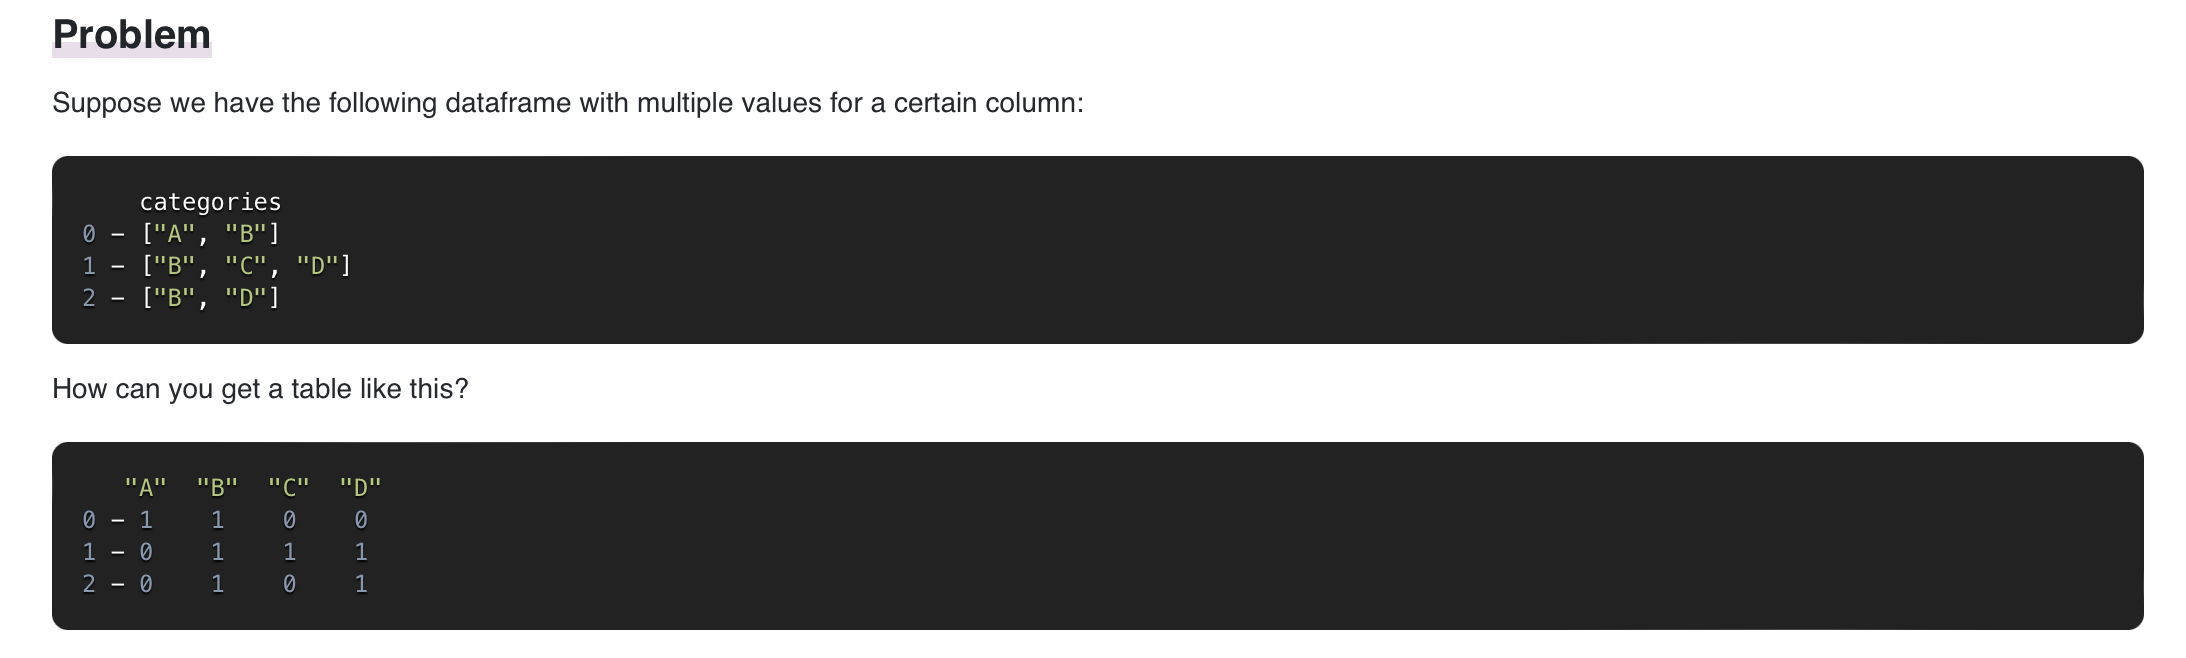 Problem
Suppose we have the following dataframe with multiple values for a certain column:
categories
0 – ["A", "B"]
1 – ["B", "C", "D"]
2 – ["B", "D"]
How can you get a table like this?
"A" "B" "C" "D"
0 – 1 1 0 0
1 – 0 1 1 1
2 – 0 1 0 1